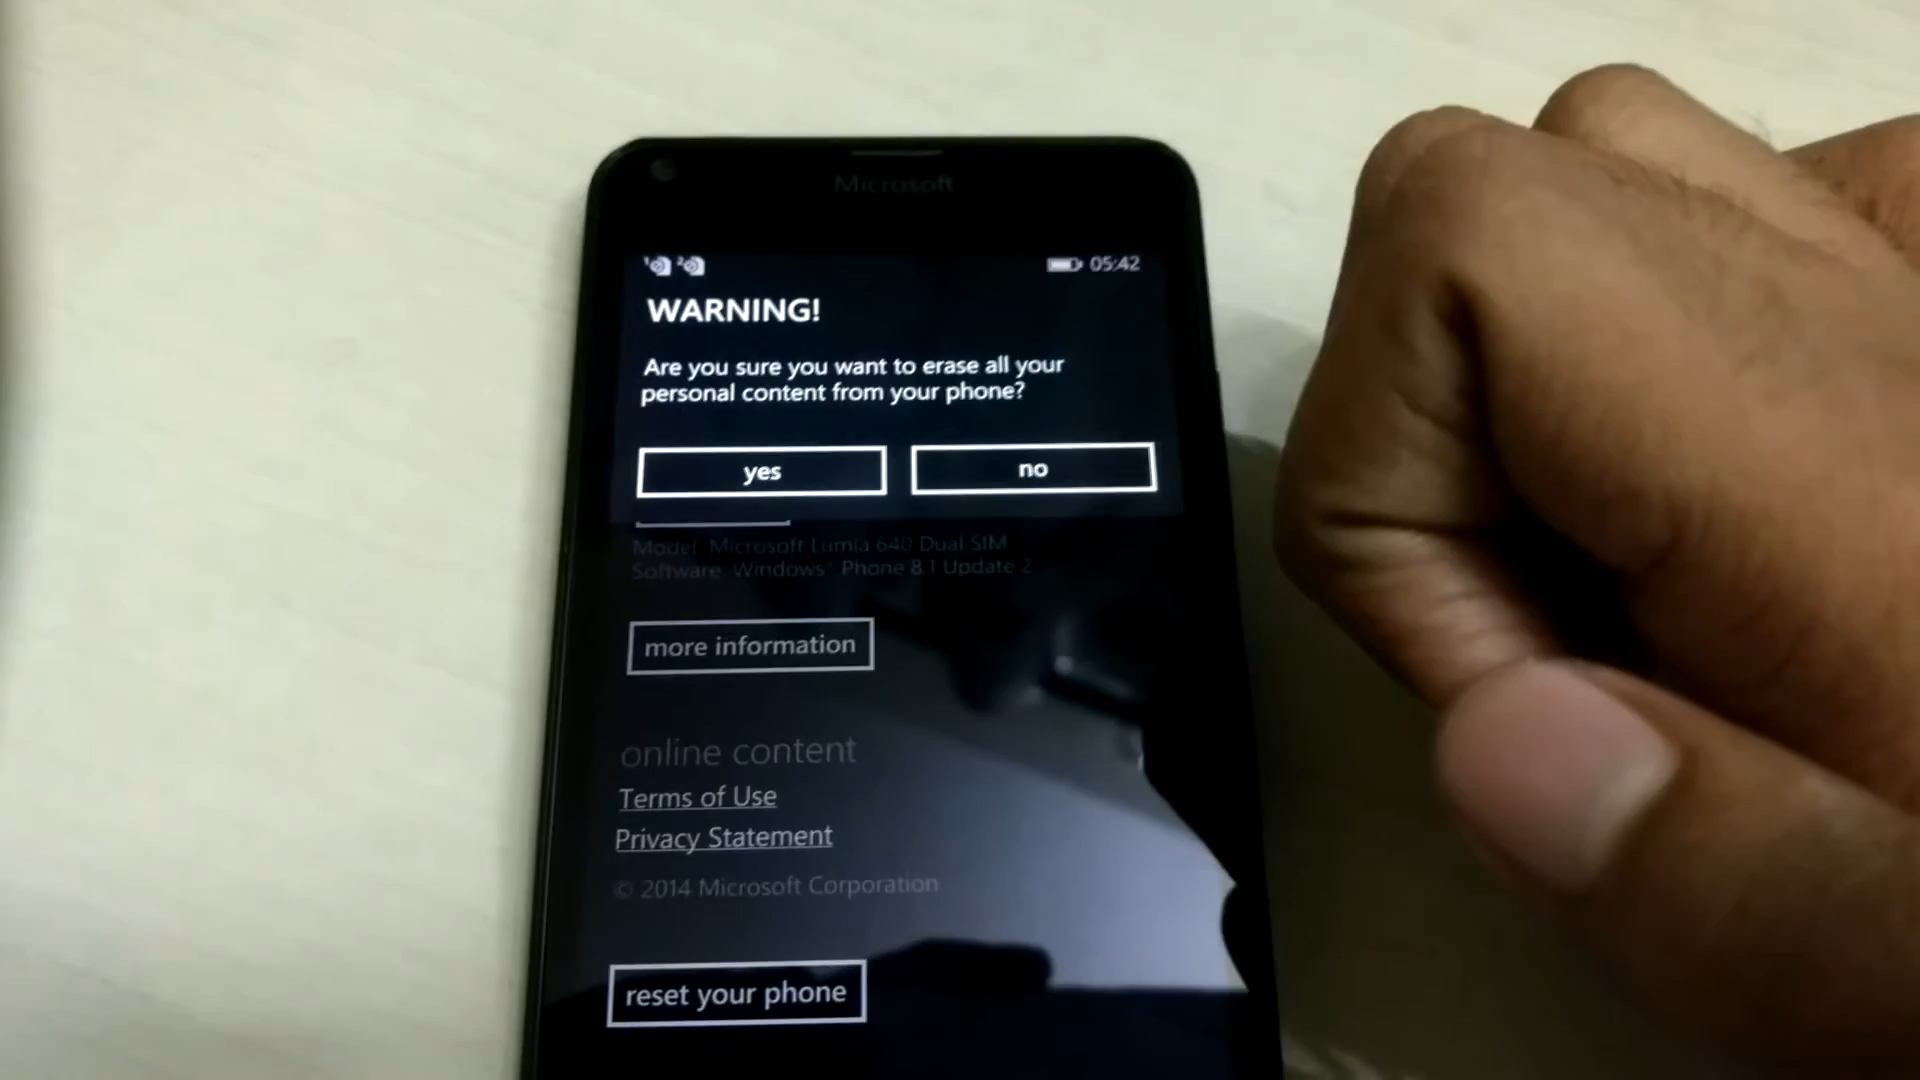 Microsoft
1 2 05:42
WARNING!
Are you sure you want to erase all your
personal content from your phone?
yes no
Model: Microsoft Lumia 640 Dual SIM
Software: Windows Phone 8.1 Update 2
more information
online content
Terms of Use
Privacy Statement
© 2014 Microsoft Corporation
reset your phone